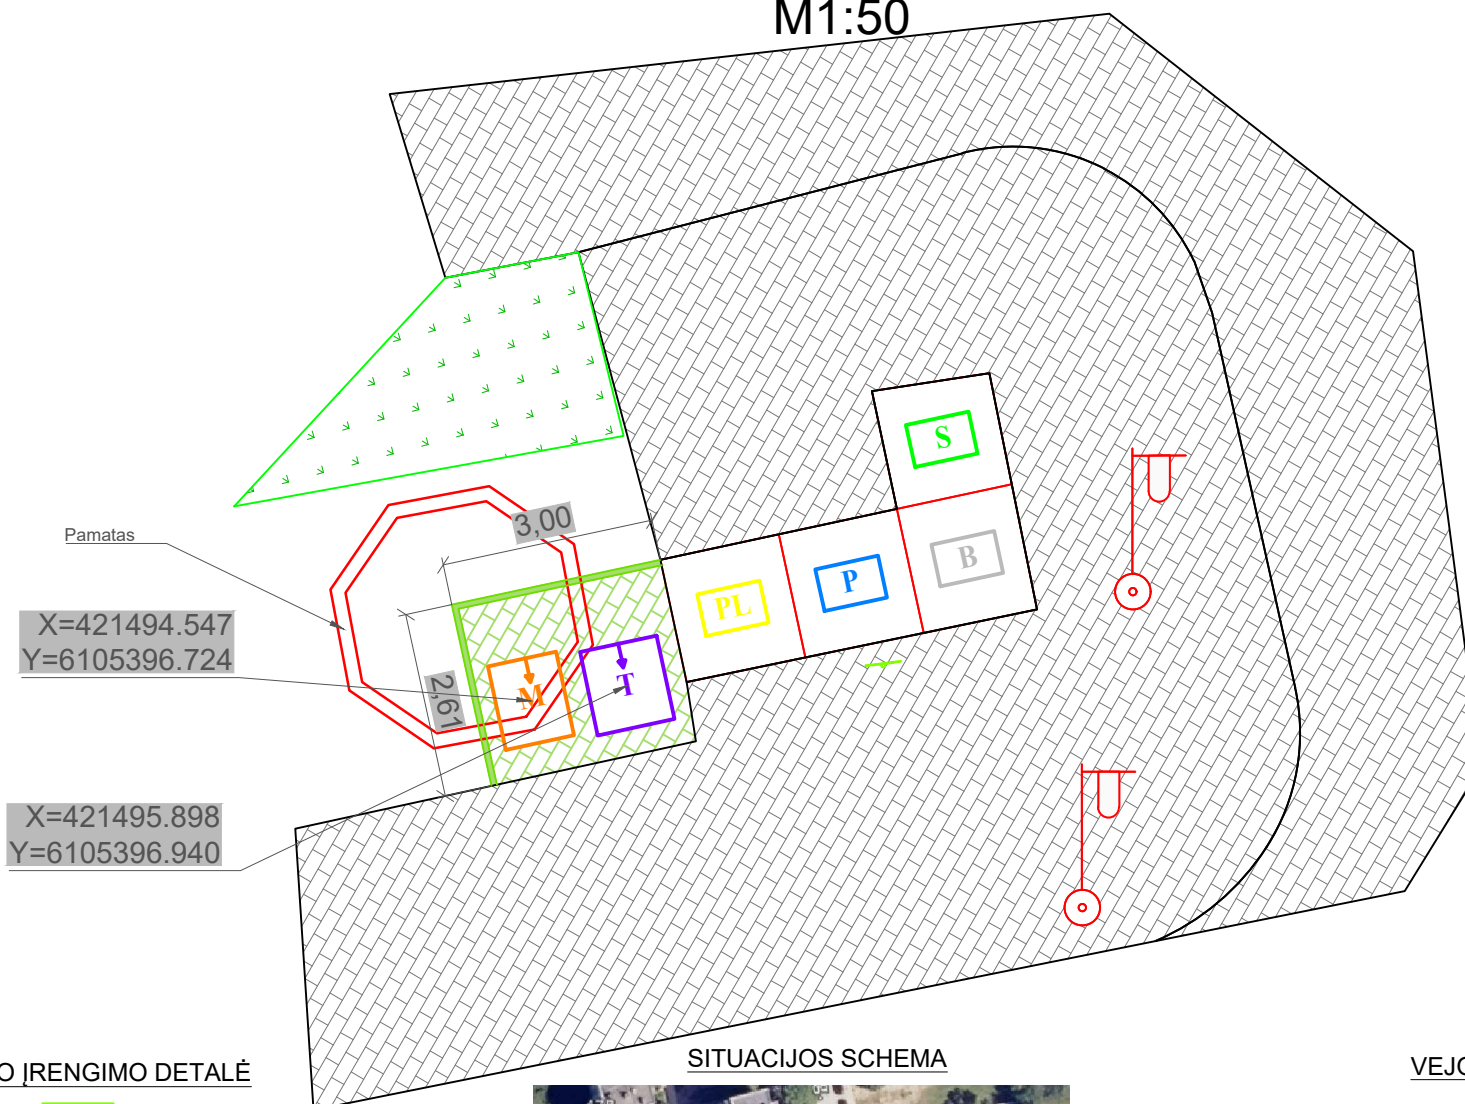 M1:50
S
3,00
Pamatas
B
P
PL
X=421494.547
Y=6105396.724
M
T
2,61
X=421495.898
Y=6105396.940
SITUACIJOS SCHEMA
O ĮRENGIMO DETALĖ
VEJO